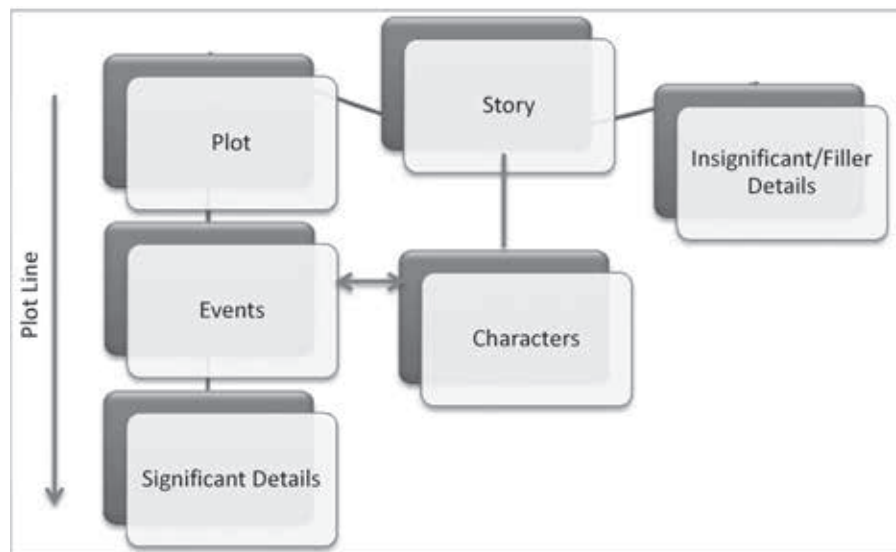 Story
Plot
Insignificant/Filler
Details
Events
Characters
Significant Details
Plot Line